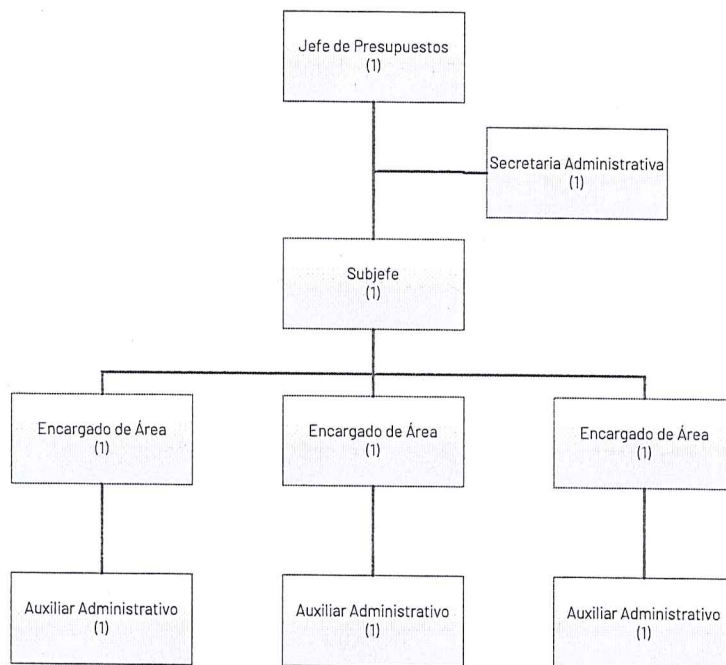 Jefe de Presupuestos
(1)
Secretaria Administrativa
(1)
Subjefe
(1)
Encargado de Área
(1)
Encargado de Área
(1)
Encargado de Área
(1)
Auxiliar Administrativo
(1)
Auxiliar Administrativo
(1)
Auxiliar Administrativo
(1)